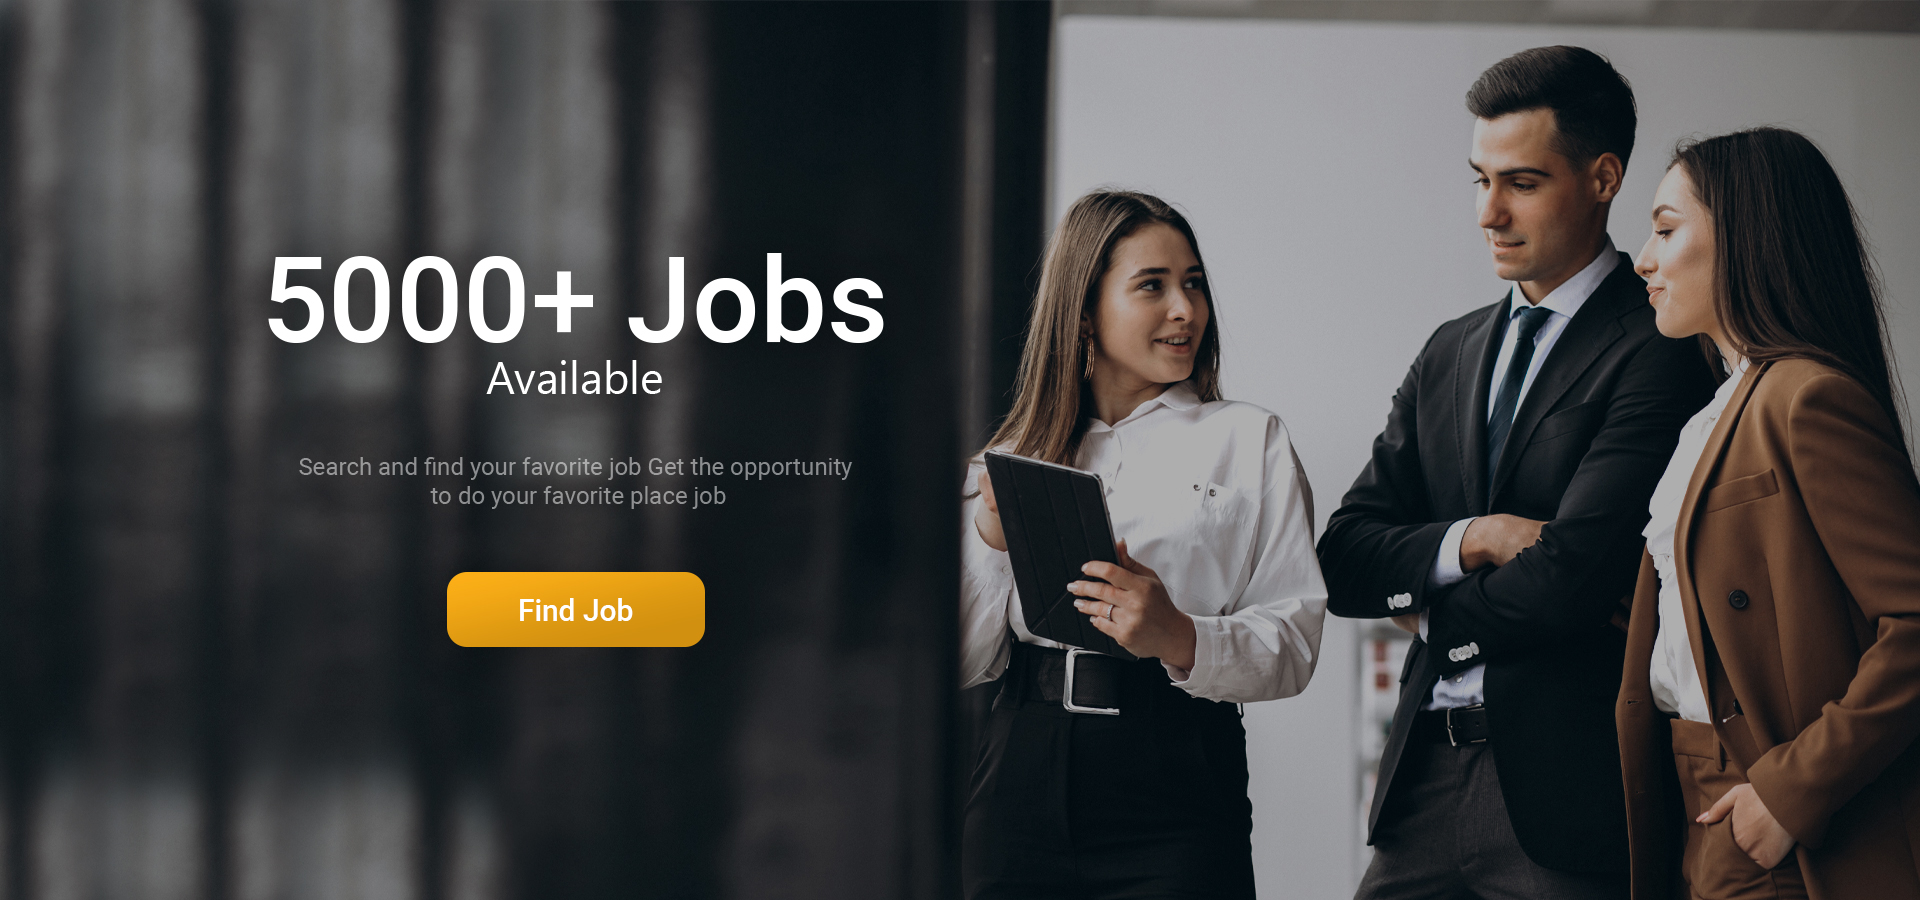 5000+ Jobs
Available
Search and find your favorite job Get the opportunity
to do your favorite place job
Find Job